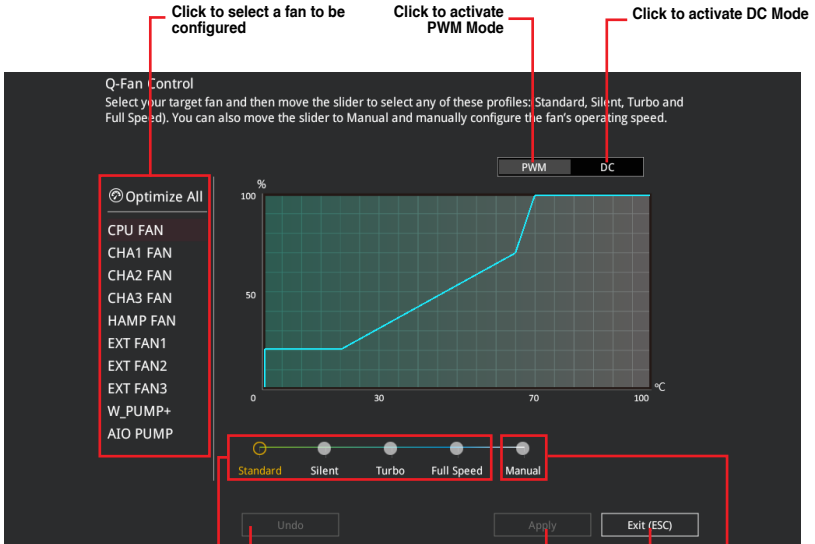 Click to select a fan to be
configured
Click to activate
PWM Mode
Click to activate DC Mode
Q-Fan Control
Select your target fan and then move the slider to select any of these profiles: Standard, Silent, Turbo and
Full Speed). You can also move the slider to Manual and manually configure the fan's operating speed.
PWM DC
Optimize All
CPU FAN
CHA1 FAN
CHA2 FAN
CHA3 FAN
HAMP FAN
EXT FAN1
EXT FAN2
EXT FAN3
W_PUMP+
AIO PUMP
%
100
50
0 30 70 100
ºC
Standard Silent Turbo Full Speed Manual
Undo Apply Exit (ESC)